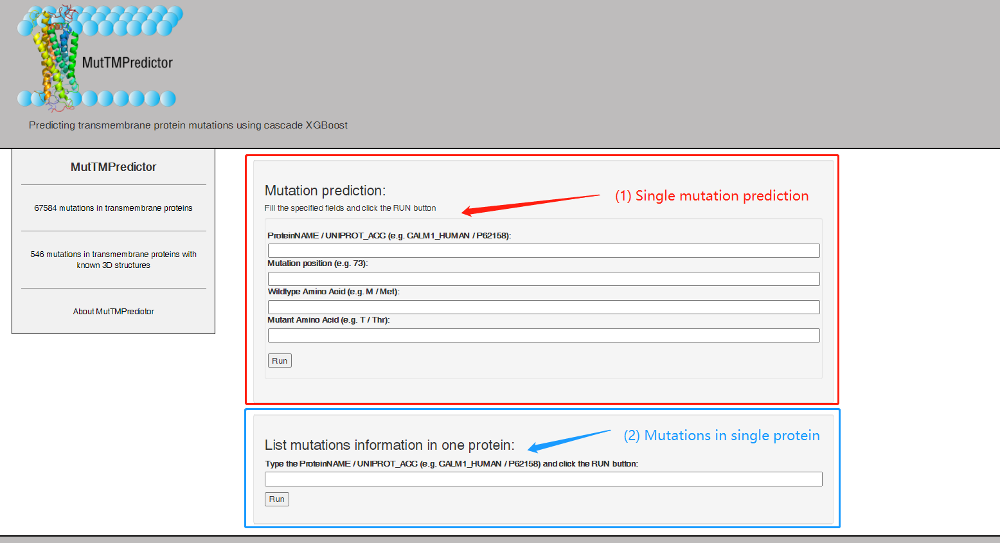 MutTMPredictor
Predicting transmembrane protein mutations using cascade XGBoost
MutTMPredictor
67584 mutations in transmembrane proteins
546 mutations in transmembrane proteins with
known 3D structures
About MutTMPredictor
Mutation prediction:
(1) Single mutation prediction
Fill the specified fields and click the RUN button
ProteinNAME / UNIPROT_ACC (e.g. CALM1_HUMAN / P62158):
Mutation position (e.g. 73):
Wildtype Amino Acid (e.g. M / Met):
Mutant Amino Acid (e.g. T / Thr):
Run
(2) Mutations in single protein
List mutations information in one protein:
Type the ProteinNAME / UNIPROT_ACC (e.g. CALM1_HUMAN / P62158) and click the RUN button:
Run